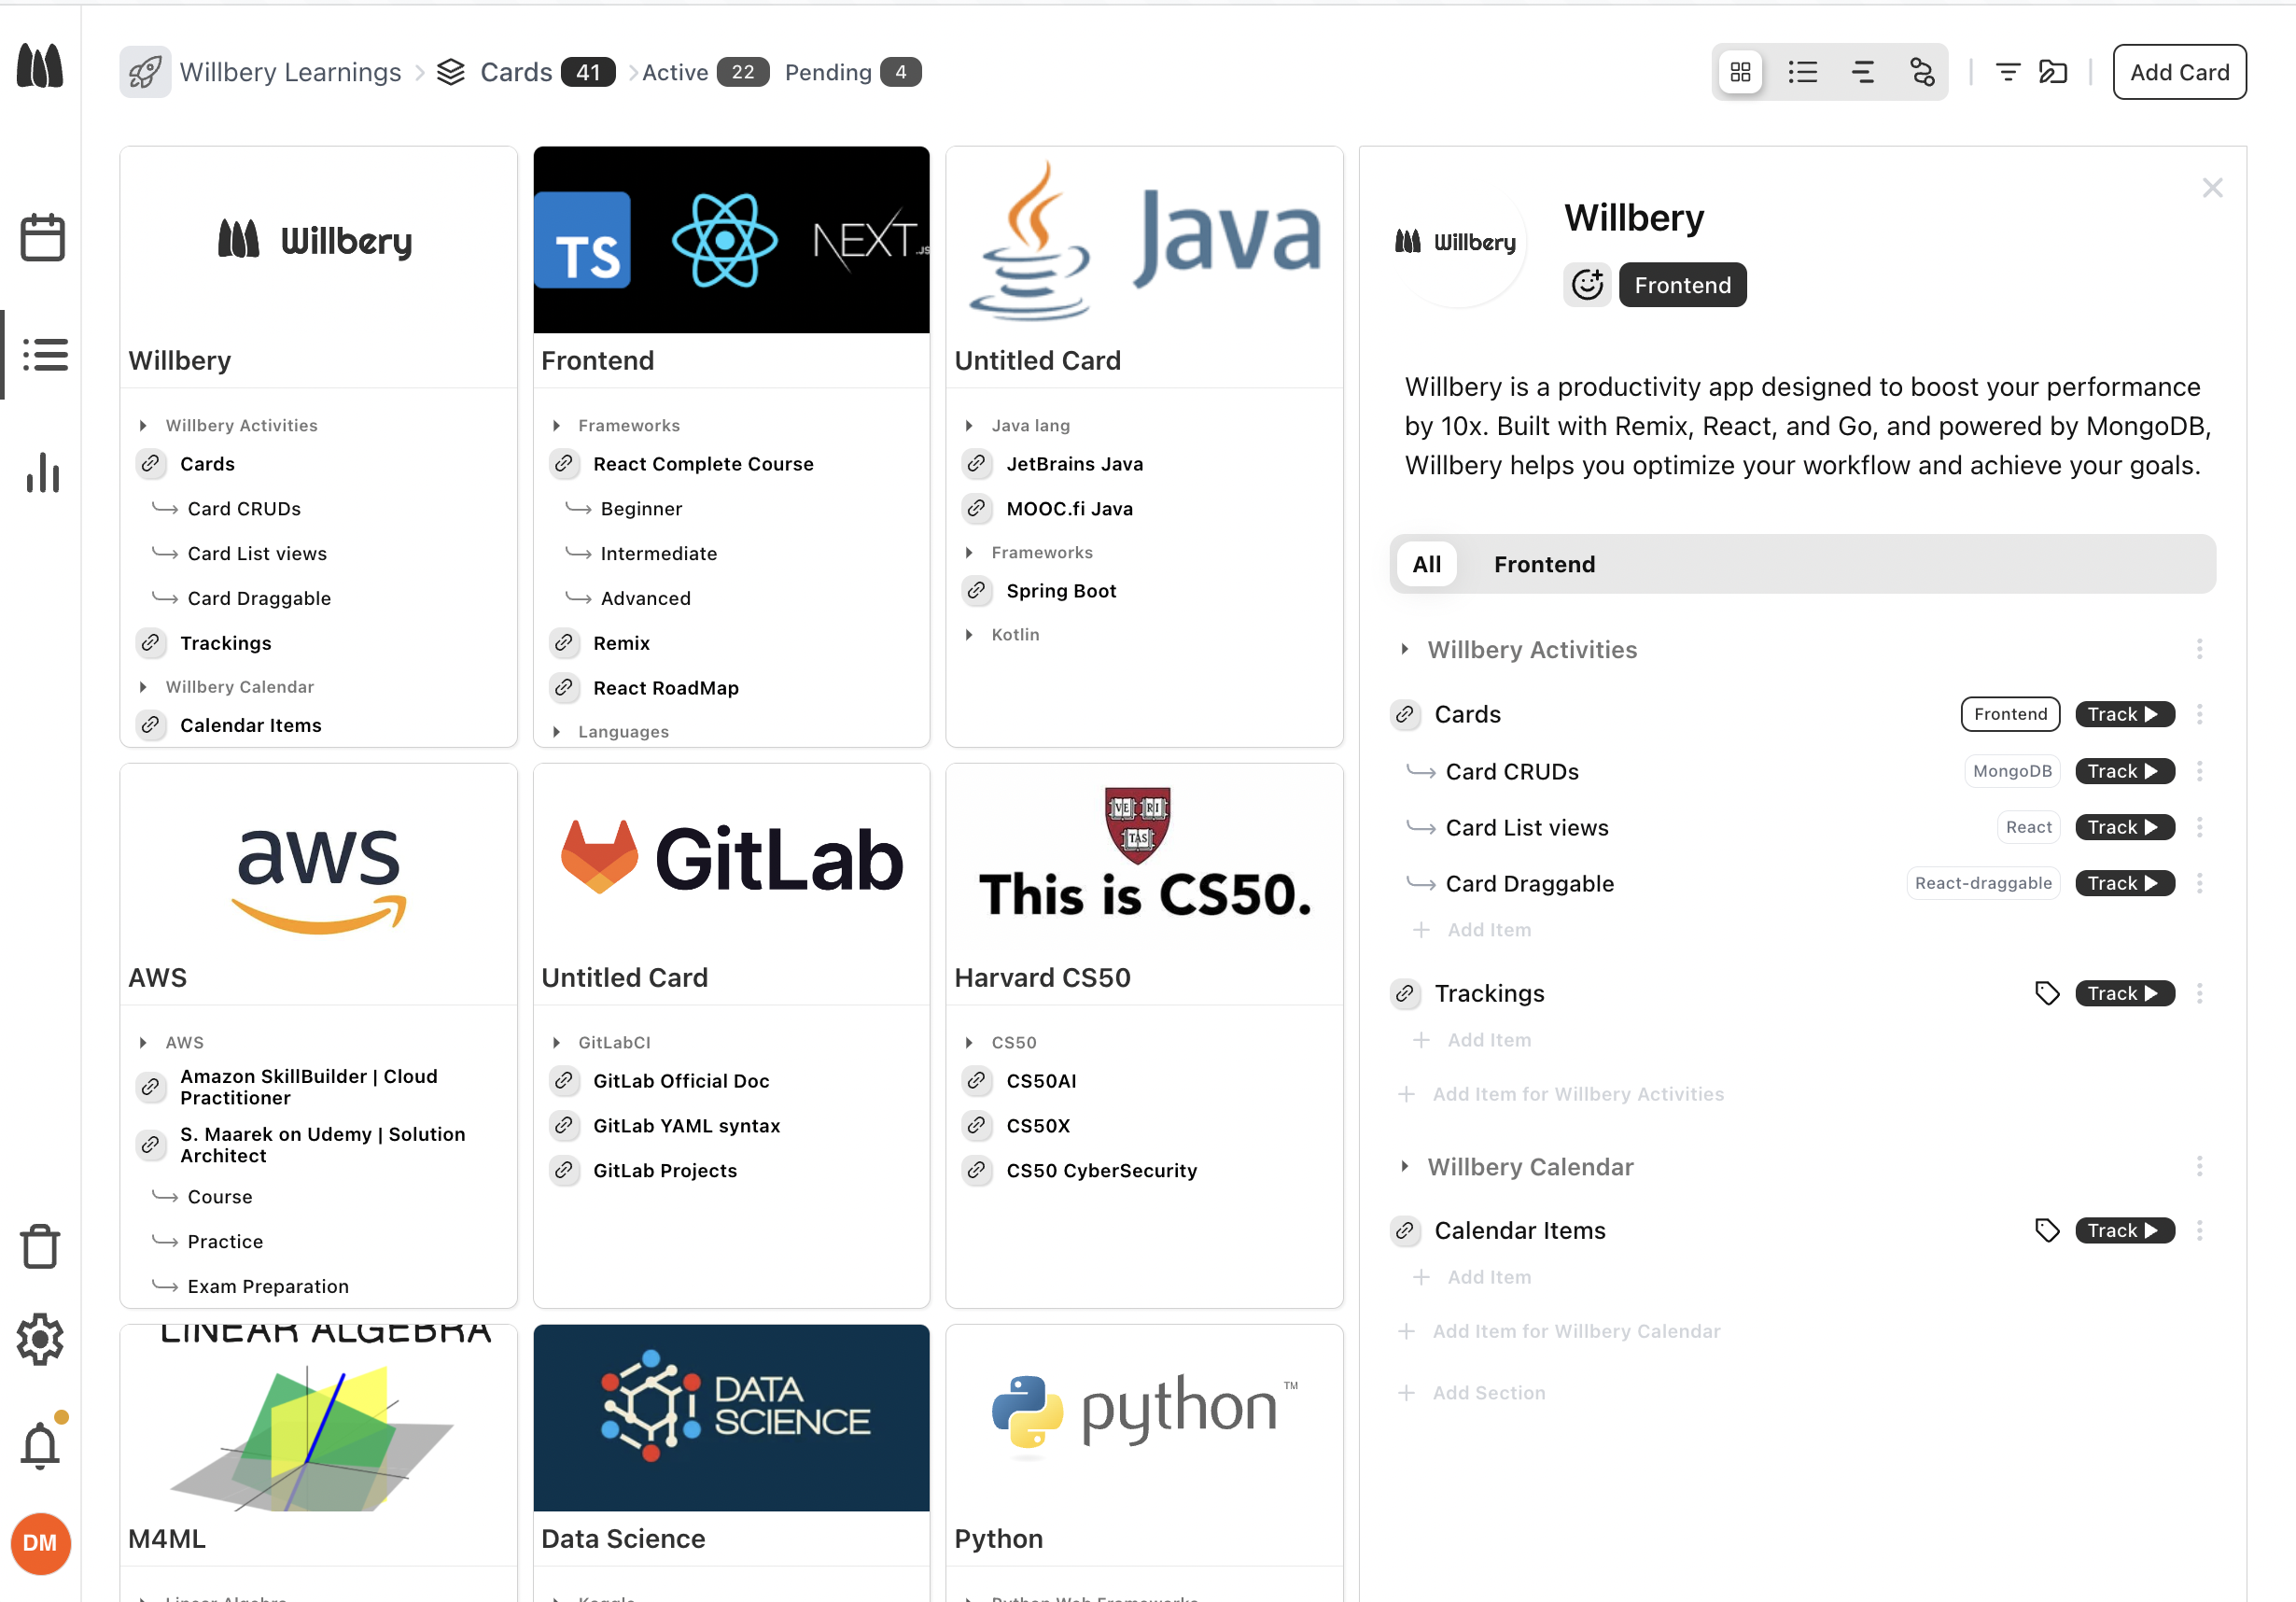 Willbery Learnings
Cards 41
Active 22 Pending 4
Add Card
Willbery
Willbery
Willbery Activities
Cards
Card CRUDs
Card List views
Card Draggable
Trackings
Willbery Calendar
Calendar Items
TS
NEXT.JS
Frontend
Frameworks
React Complete Course
Beginner
Intermediate
Advanced
Remix
React RoadMap
Languages
Java
Untitled Card
Java lang
JetBrains Java
MOOC.fi Java
Frameworks
Spring Boot
Kotlin
aws
AWS
AWS
Amazon SkillBuilder | Cloud
Practitioner
S. Maarek on Udemy | Solution
Architect
Course
Practice
Exam Preparation
GitLab
Untitled Card
GitLabCI
GitLab Official Doc
GitLab YAML syntax
GitLab Projects
VE RI
TAS
This is CS50.
Harvard CS50
CS50
CS50AI
CS50X
CS50 CyberSecurity
LINEAR ALGEBRA
M4ML
Linear Algebra
DATA
SCIENCE
Data Science
Kaggle
python™
Python
Python Web Frameworks
Willbery
Willbery
Frontend
Willbery is a productivity app designed to boost your performance
by 10x. Built with Remix, React, and Go, and powered by MongoDB,
Willbery helps you optimize your workflow and achieve your goals.
All Frontend
Willbery Activities
Cards Frontend Track
Card CRUDs MongoDB Track
Card List views React Track
Card Draggable React-draggable Track
Add Item
Trackings Track
Add Item
Add Item for Willbery Activities
Willbery Calendar
Calendar Items Track
Add Item
Add Item for Willbery Calendar
Add Section
DM